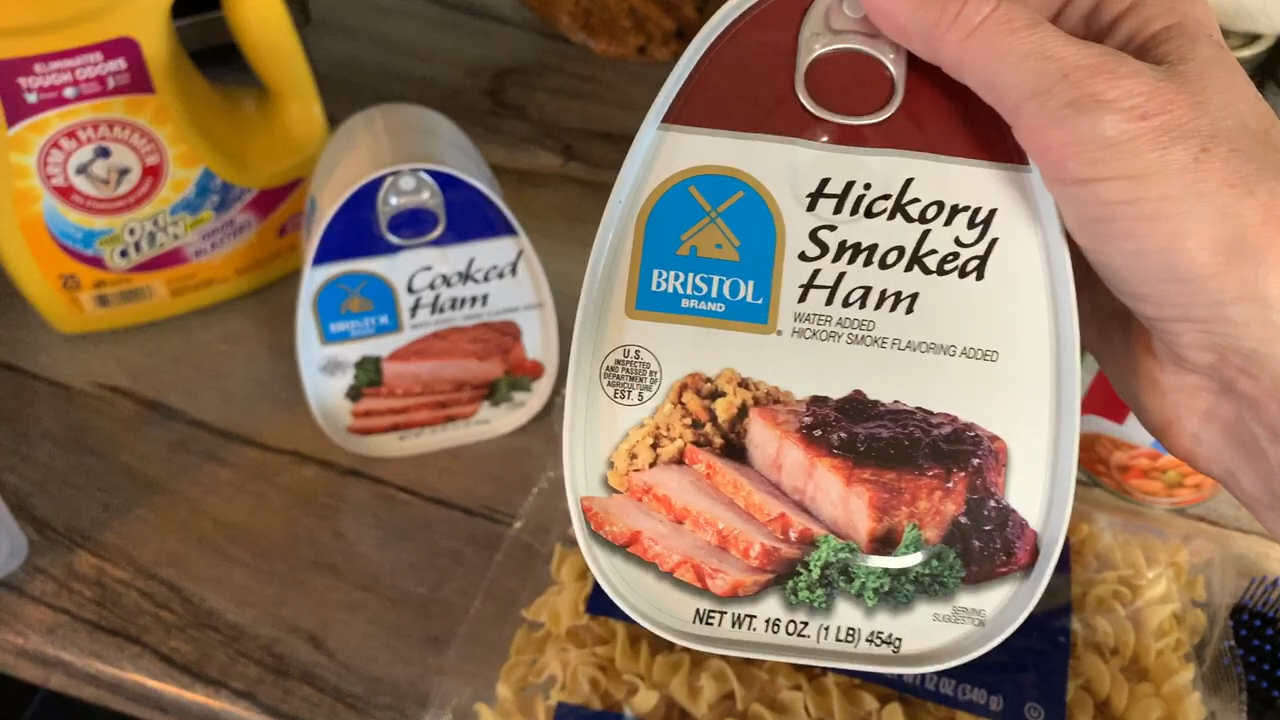 ELIMINATES
TOUGH ODORS
ARM & HAMMER
OXI
CLEAN
Cooked
Ham
BRISTOL
BRAND
Hickory
Smoked
Ham
BRISTOL
BRAND
®
WATER ADDED
HICKORY SMOKE FLAVORING ADDED
U.S.
INSPECTED
AND PASSED BY
DEPARTMENT OF
AGRICULTURE
EST. 5
NET WT. 16 OZ. (1 LB) 454g
SERVING
SUGGESTION
12 OZ (340 g)
U